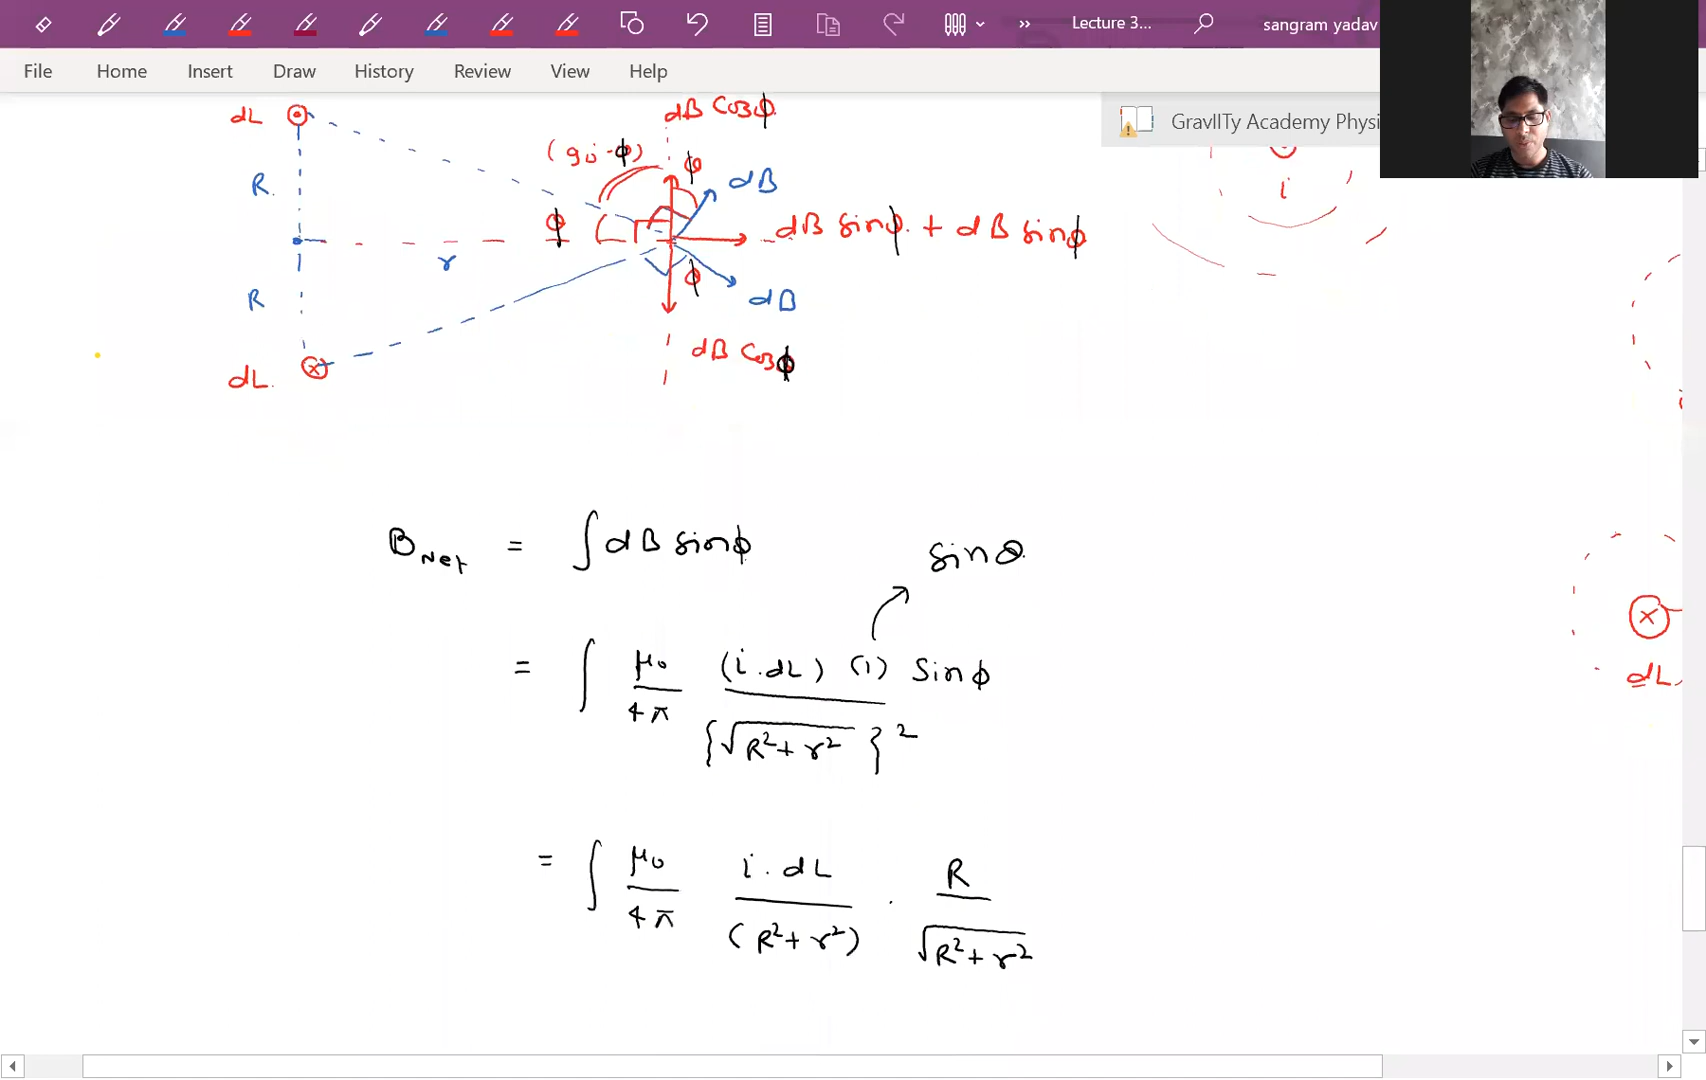 Lecture 3...
sangram yadav
File Home Insert Draw History Review View Help
GravIITy Academy Physi
dL
dB Cosϕ
(90 - ϕ)
ϕ
dB
R
ϕ
dB sinϕ + dB sinϕ
i
r
ϕ
R
dB
dB Cosϕ
dL
B Net = ∫ dB sinϕ
sinθ
= ∫ μ₀/4π (i.dL) (1) Sinϕ / {√R²+r²}²
dL
= ∫ μ₀/4π i.dL/(R²+r²) . R/√R²+r²